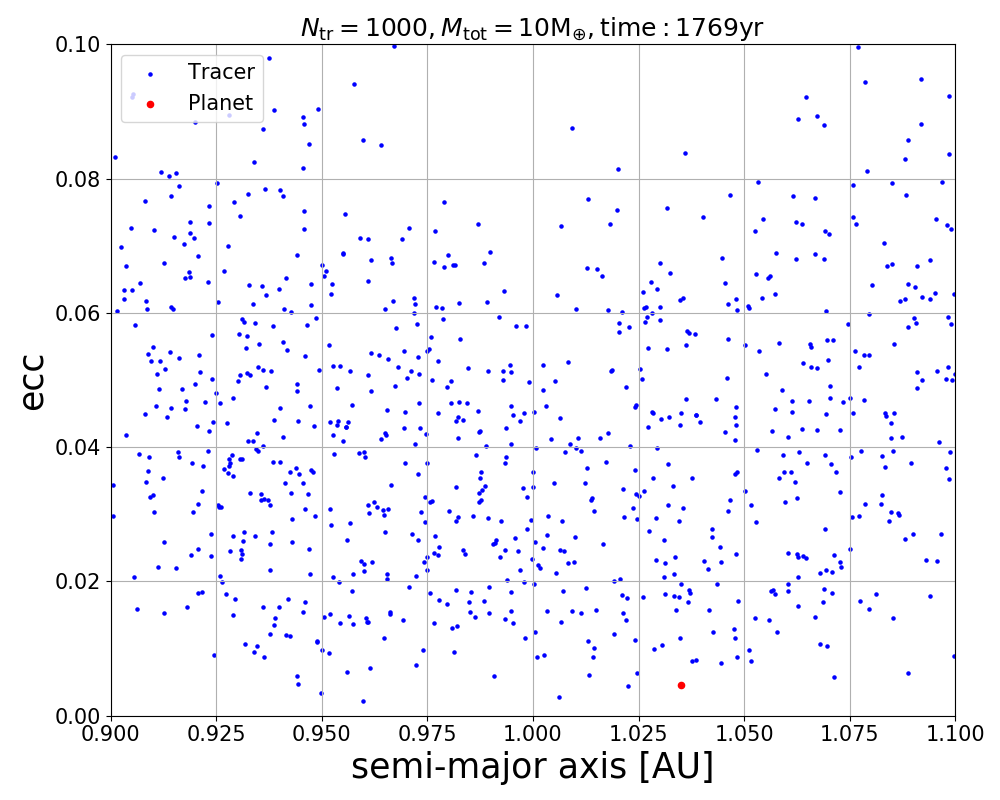 N_tr = 1000, M_tot = 10M_⊕, time : 1769yr
0.10
Tracer
Planet
0.08
0.06
ecc
0.04
0.02
0.00
0.900 0.925 0.950 0.975 1.000 1.025 1.050 1.075 1.100
semi-major axis [AU]